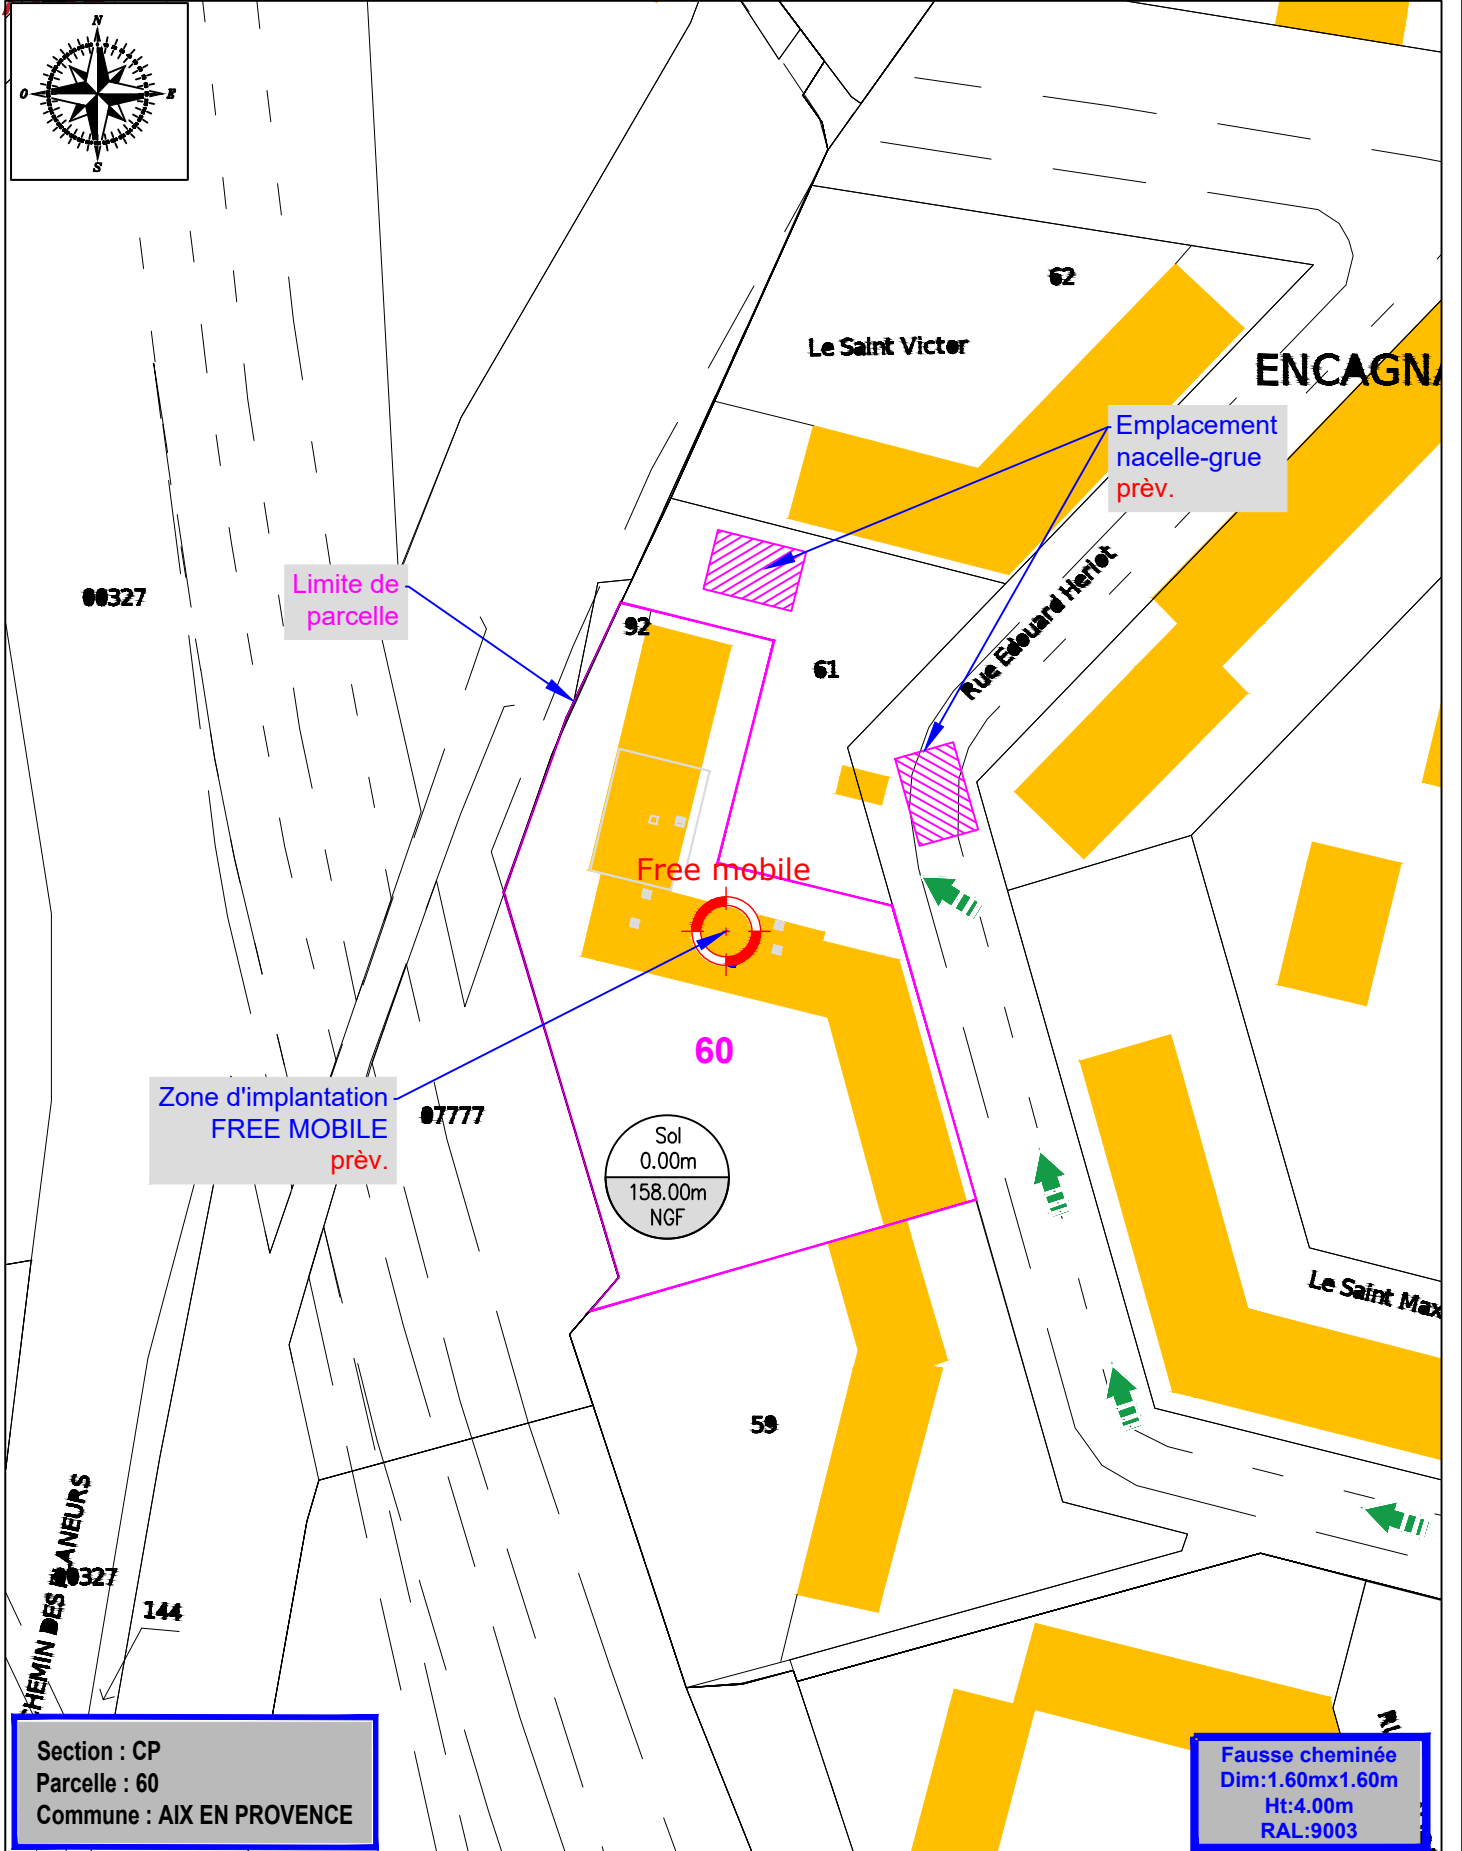 N
O
E
S
62
Le Saint Victor
ENCAGNA
Emplacement
nacelle-grue
prèv.
Limite de
parcelle
00327
92
61
Rue Edouard Heriot
Free mobile
60
Zone d'implantation
FREE MOBILE
prèv.
07777
Sol
0.00m
158.00m
NGF
Le Saint Max
59
CHEMIN DES PLANEURS
00327
144
Section : CP
Parcelle : 60
Commune : AIX EN PROVENCE
Fausse cheminée
Dim:1.60mx1.60m
Ht:4.00m
RAL:9003